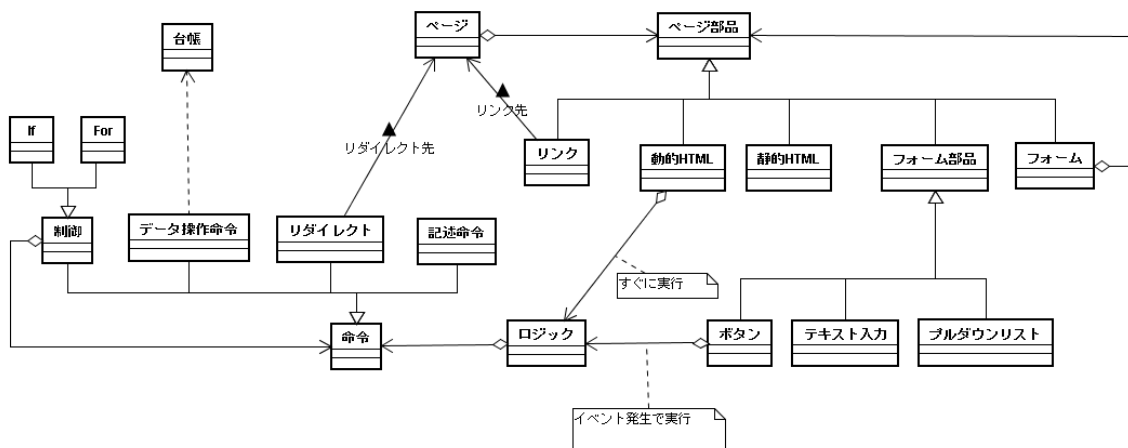 ページ
ページ部品
台帳
▲
リンク先
▲
リダイレクト先
If
For
リンク
動的HTML
静的HTML
フォーム部品
フォーム
制御
データ操作命令
リダイレクト
記述命令
すぐに実行
命令
ロジック
ボタン
テキスト入力
プルダウンリスト
イベント発生で実行